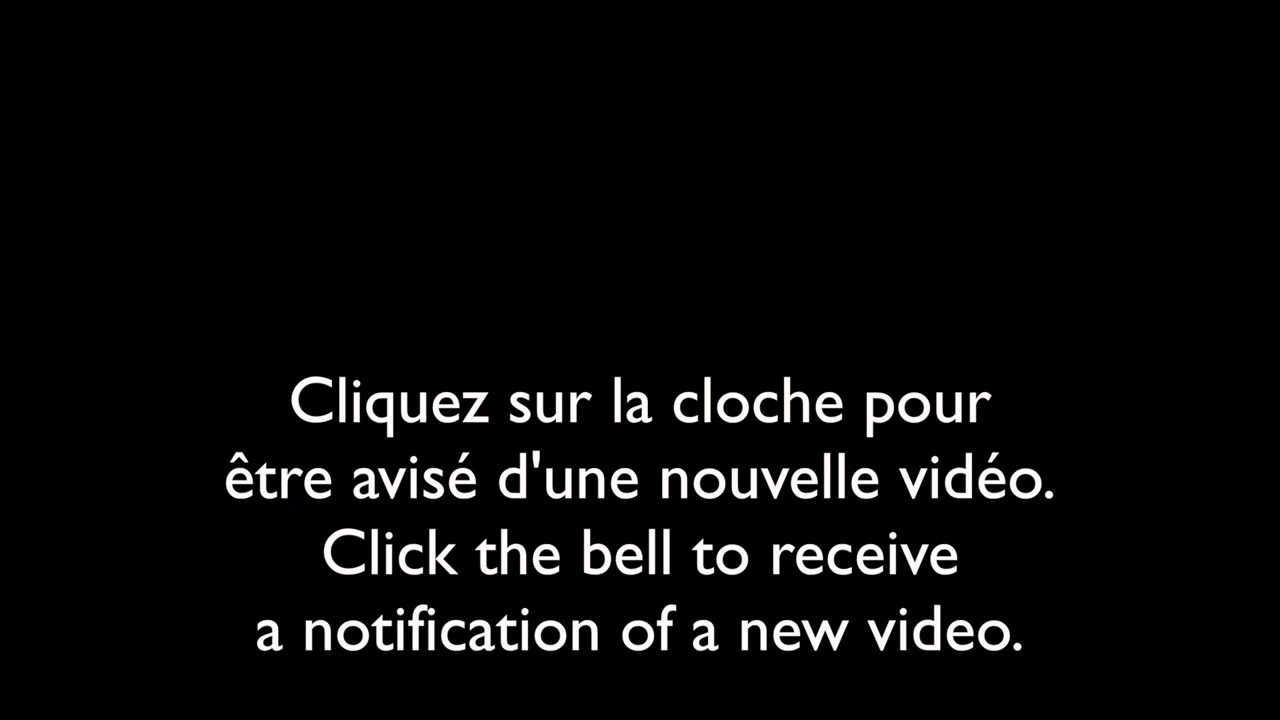 Cliquez sur la cloche pour
être avisé d'une nouvelle vidéo.
Click the bell to receive
a notification of a new video.